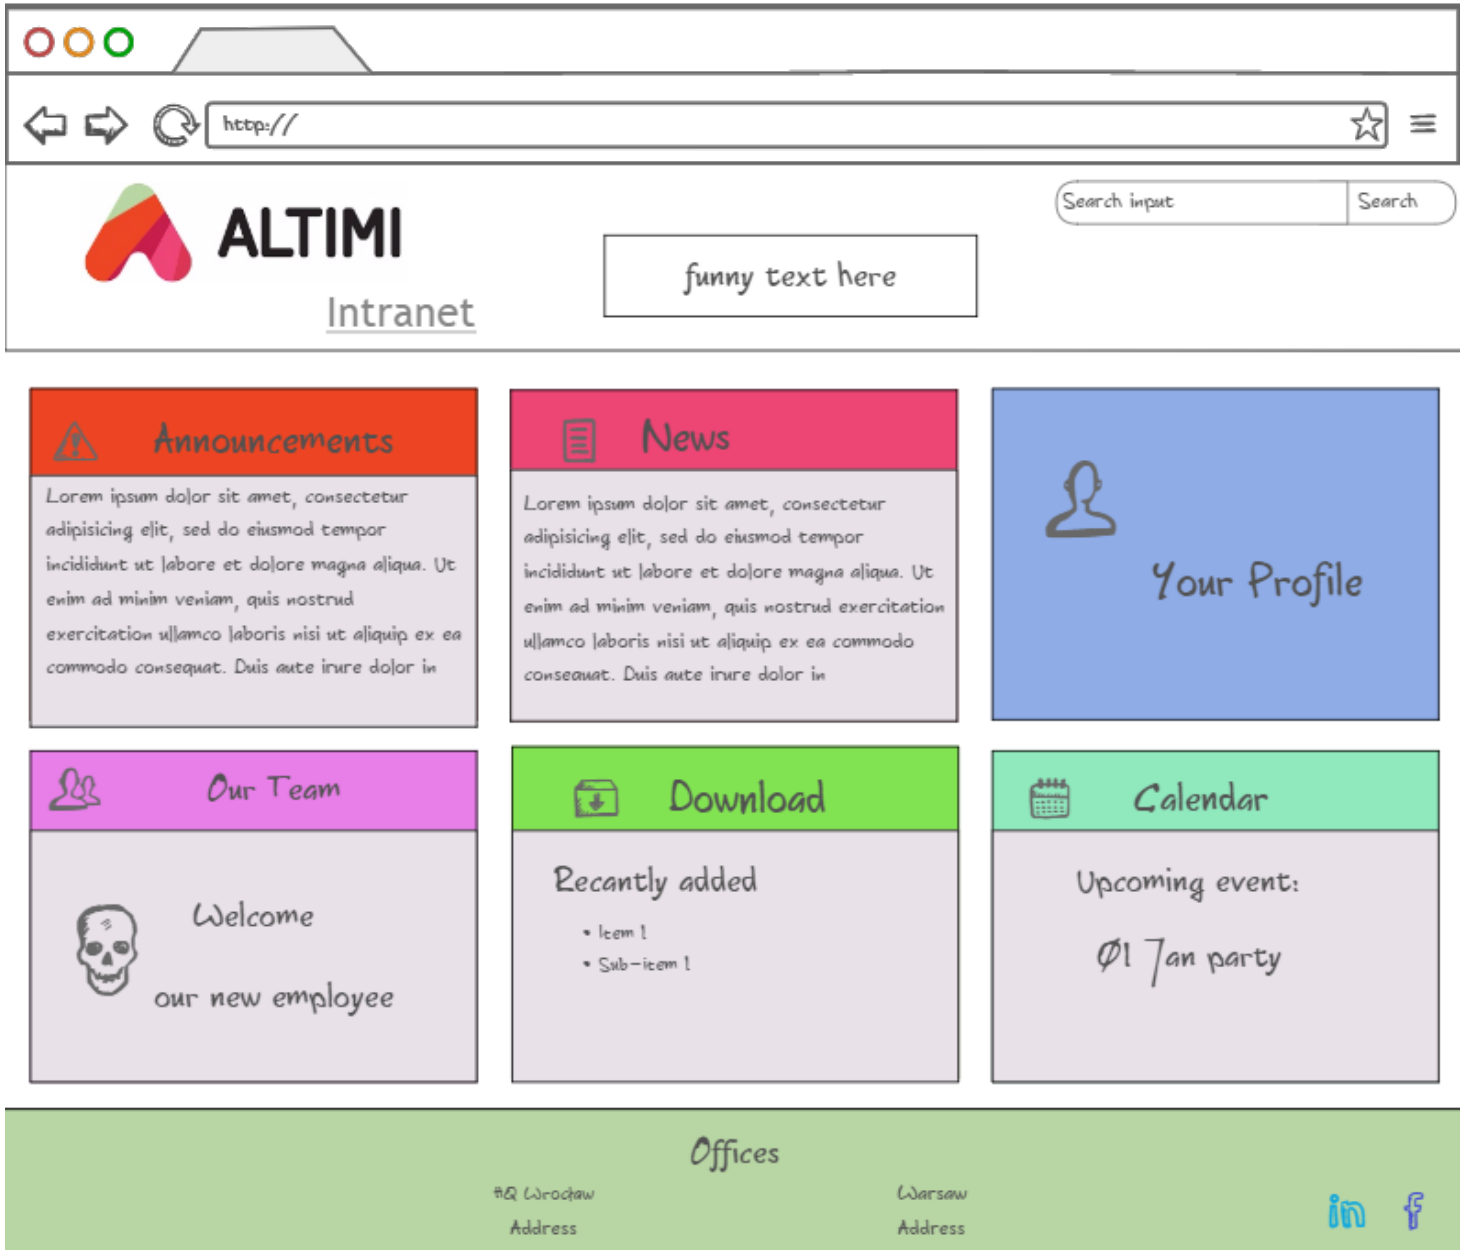 http://
Search input
Search
ALTIMI
Intranet
funny text here
Announcements
Lorem ipsum dolor sit amet, consectetur
adipisicing elit, sed do eiusmod tempor
incididunt ut labore et dolore magna aliqua. Ut
enim ad minim veniam, quis nostrud
exercitation ullamco laboris nisi ut aliquip ex ea
commodo consequat. Duis aute irure dolor in
News
Lorem ipsum dolor sit amet, consectetur
adipisicing elit, sed do eiusmod tempor
incididunt ut labore et dolore magna aliqua. Ut
enim ad minim veniam, quis nostrud exercitation
ullamco laboris nisi ut aliquip ex ea commodo
consequat. Duis aute irure dolor in
Your Profile
Our Team
Welcome
our new employee
Download
Recantly added
• Item 1
• Sub-item 1
Calendar
Upcoming event:
01 Jan party
Offices
HQ Wrocław
Address
Warsaw
Address
in
f